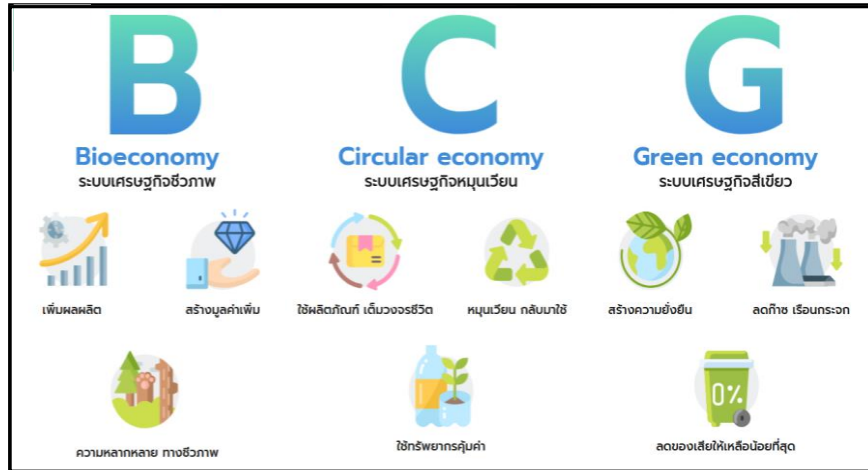 B
C
G
Bioeconomy
Circular economy
Green economy
ระบบเศรษฐกิจชีวภาพ
ระบบเศรษฐกิจหมุนเวียน
ระบบเศรษฐกิจสีเขียว
เพิ่มผลผลิต
สร้างมูลค่าเพิ่ม
ใช้ผลิตภัณฑ์ เต็มวงจรชีวิต
หมุนเวียน กลับมาใช้
สร้างความยั่งยืน
ลดก๊าซ เรือนกระจก
0%
ความหลากหลาย ทางชีวภาพ
ใช้ทรัพยากรคุ้มค่า
ลดของเสียให้เหลือน้อยที่สุด